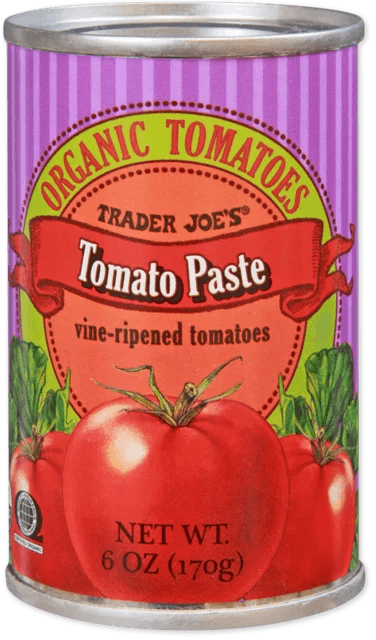 ORGANIC TOMATOES
TRADER JOE'S®
Tomato Paste
vine-ripened tomatoes
NET WT.
6 OZ (170g)